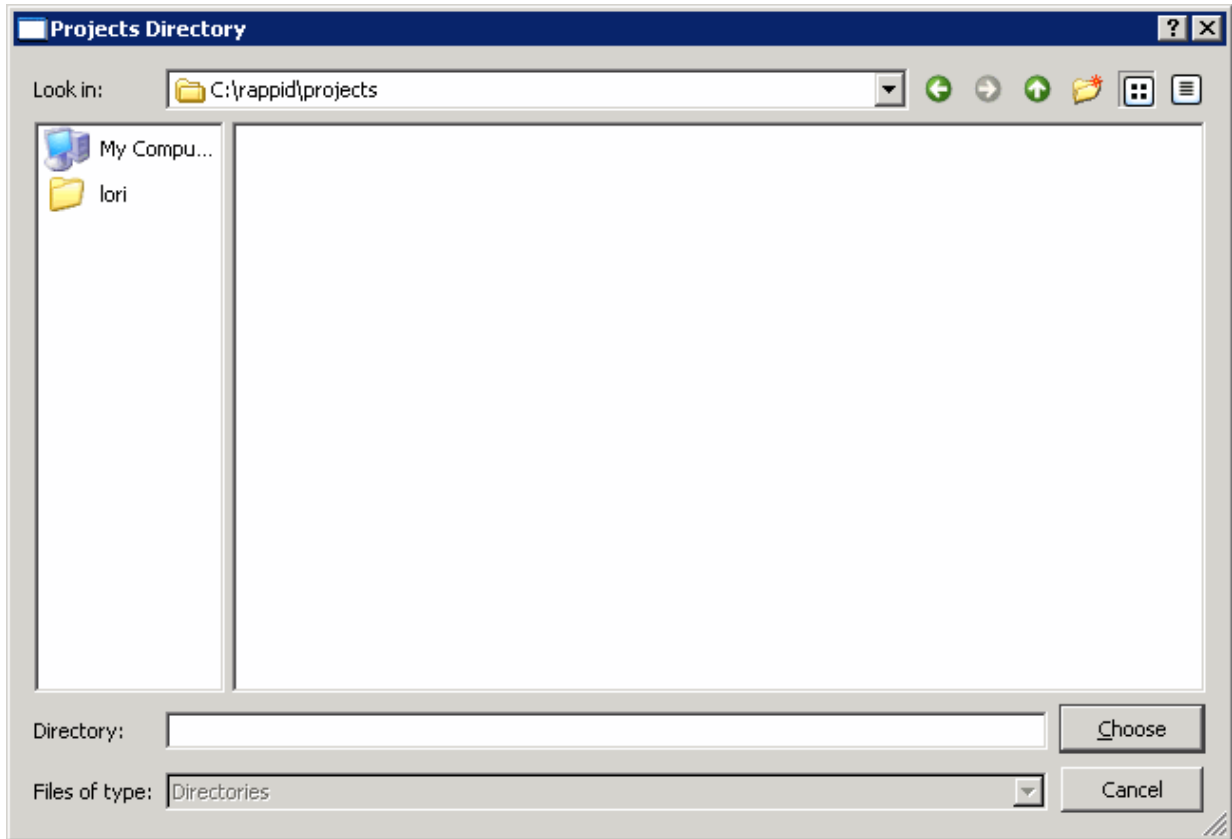 Projects Directory
Look in: C:\rappid\projects
My Compu...
lori
Directory:
Choose
Files of type: Directories
Cancel